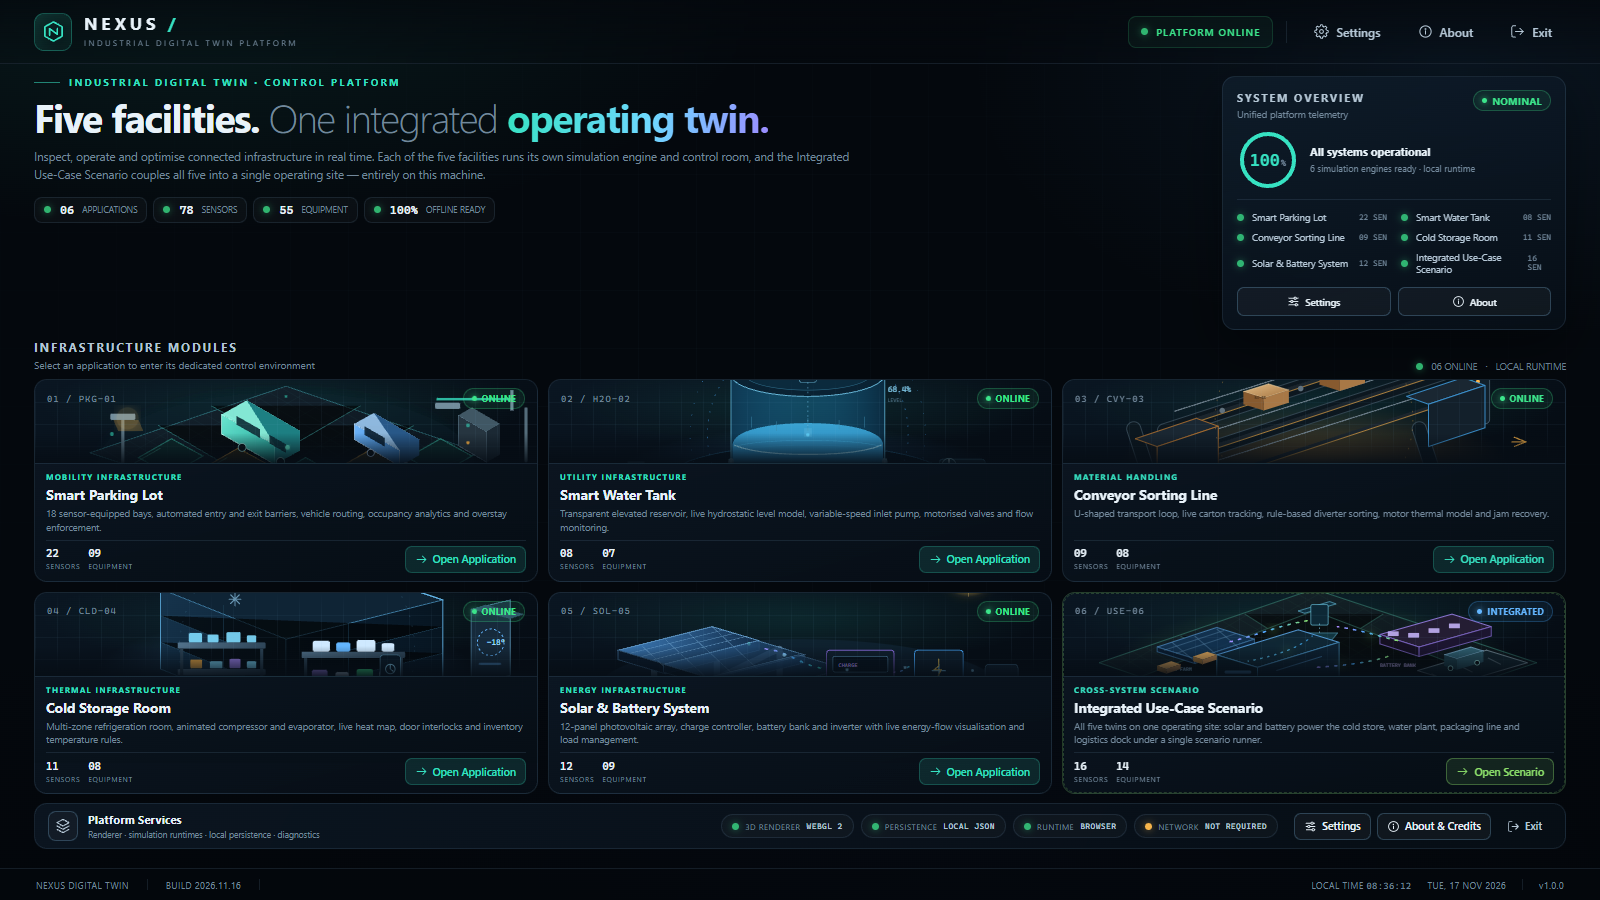 NEXUS /
INDUSTRIAL DIGITAL TWIN PLATFORM
PLATFORM ONLINE
Settings
About
Exit
INDUSTRIAL DIGITAL TWIN · CONTROL PLATFORM
Five facilities. One integrated operating twin.
Inspect, operate and optimise connected infrastructure in real time. Each of the five facilities runs its own simulation engine and control room, and the Integrated
Use-Case Scenario couples all five into a single operating site — entirely on this machine.
06 APPLICATIONS
78 SENSORS
55 EQUIPMENT
100% OFFLINE READY
SYSTEM OVERVIEW
Unified platform telemetry
NOMINAL
100%
All systems operational
6 simulation engines ready · local runtime
Smart Parking Lot 22 SEN
Smart Water Tank 08 SEN
Conveyor Sorting Line 09 SEN
Cold Storage Room 11 SEN
Solar & Battery System 12 SEN
Integrated Use-Case
Scenario
16
SEN
Settings
About
INFRASTRUCTURE MODULES
Select an application to enter its dedicated control environment
06 ONLINE · LOCAL RUNTIME
01 / PKG-01
ONLINE
MOBILITY INFRASTRUCTURE
Smart Parking Lot
18 sensor-equipped bays, automated entry and exit barriers, vehicle routing, occupancy analytics and overstay
enforcement.
22 09
SENSORS EQUIPMENT
Open Application
02 / H2O-02
68.4%
LEVEL
ONLINE
UTILITY INFRASTRUCTURE
Smart Water Tank
Transparent elevated reservoir, live hydrostatic level model, variable-speed inlet pump, motorised valves and flow
monitoring.
08 07
SENSORS EQUIPMENT
Open Application
03 / CVY-03
ONLINE
MATERIAL HANDLING
Conveyor Sorting Line
U-shaped transport loop, live carton tracking, rule-based diverter sorting, motor thermal model and jam recovery.
09 08
SENSORS EQUIPMENT
Open Application
04 / CLD-04
ONLINE
-18°
THERMAL INFRASTRUCTURE
Cold Storage Room
Multi-zone refrigeration room, animated compressor and evaporator, live heat map, door interlocks and inventory
temperature rules.
11 08
SENSORS EQUIPMENT
Open Application
05 / SOL-05
ONLINE
CHARGE
ENERGY INFRASTRUCTURE
Solar & Battery System
12-panel photovoltaic array, charge controller, battery bank and inverter with live energy-flow visualisation and
load management.
12 09
SENSORS EQUIPMENT
Open Application
06 / USE-06
INTEGRATED
BATTERY BANK
CROSS-SYSTEM SCENARIO
Integrated Use-Case Scenario
All five twins on one operating site: solar and battery power the cold store, water plant, packaging line and
logistics dock under a single scenario runner.
16 14
SENSORS EQUIPMENT
Open Scenario
Platform Services
Renderer · simulation runtimes · local persistence · diagnostics
3D RENDERER WEBGL 2
PERSISTENCE LOCAL JSON
RUNTIME BROWSER
NETWORK NOT REQUIRED
Settings
About & Credits
Exit
NEXUS DIGITAL TWIN
BUILD 2026.11.16
LOCAL TIME 08:36:12
TUE, 17 NOV 2026
v1.0.0